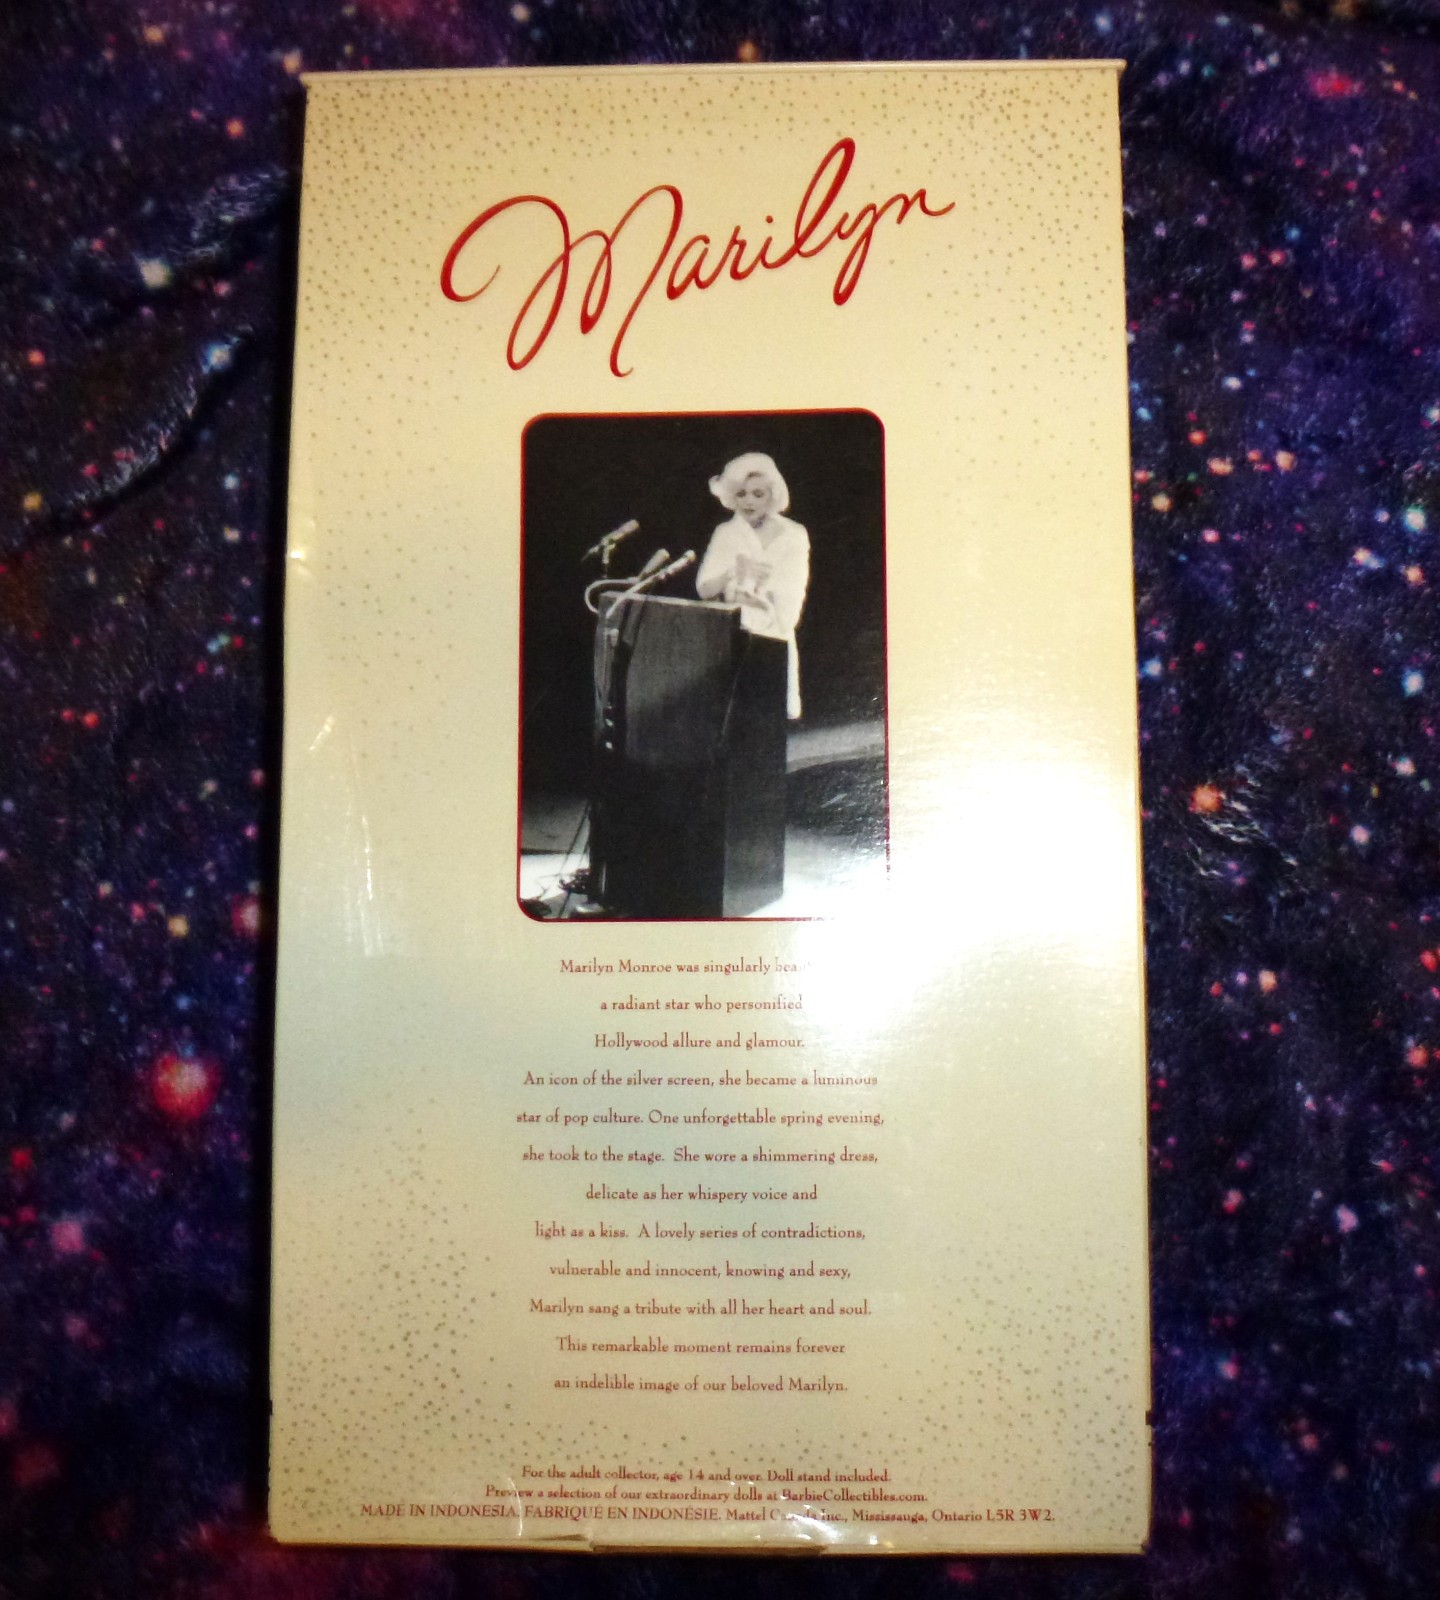 Marilyn
Marilyn Monroe was singularly
a radiant star who personified
Hollywood allure and glamour.
An icon of the silver screen, she became a luminous
star of pop culture. One unforgettable spring evening,
she took to the stage. She wore a shimmering dress,
delicate as her whispery voice and
light as a kiss. A lovely series of contradictions,
vulnerable and innocent, knowing and sexy,
Marilyn sang a tribute with all her heart and soul.
This remarkable moment remains forever
an indelible image of our beloved Marilyn.
For the adult collector, age 14 and over. Doll stand included.
Preview a selection of our extraordinary dolls at BarbieCollectibles.com.
MADE IN INDONESIA. FABRIQUÉ EN INDONÉSIE. Mattel Canada Inc., Mississauga, Ontario L5R 3W2.